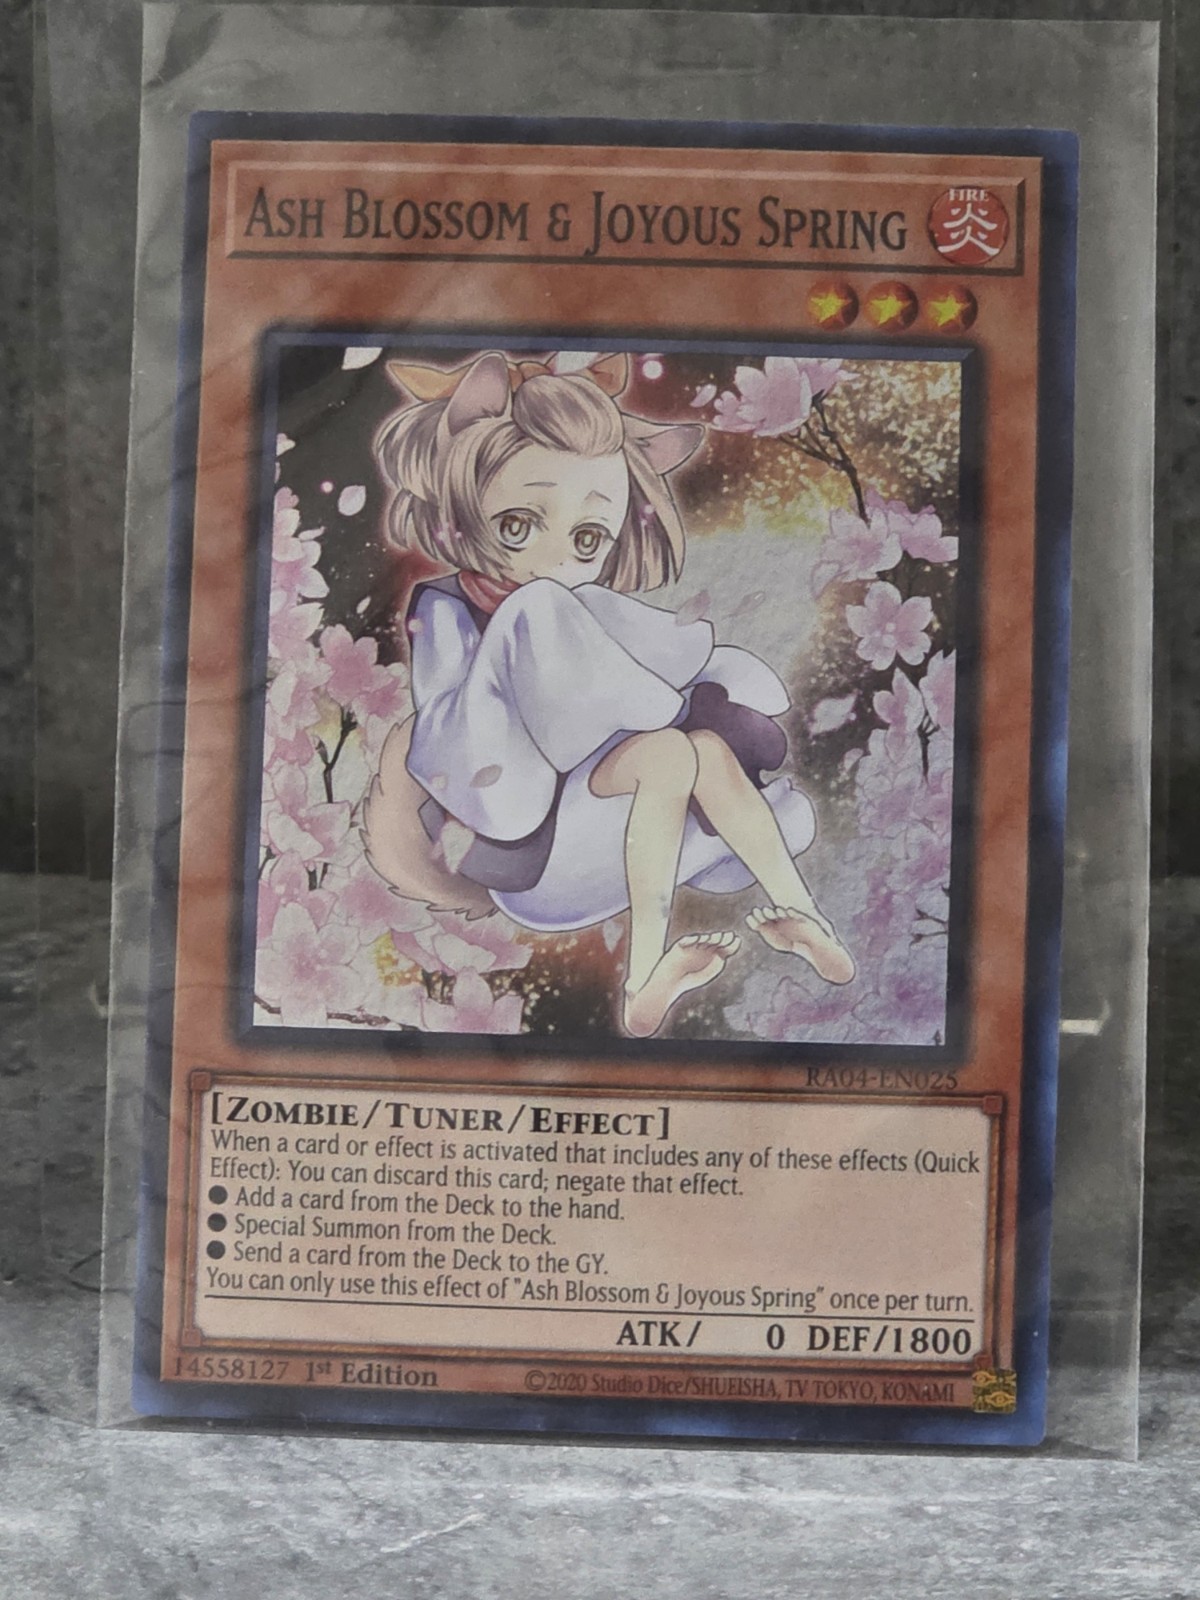 ASH BLOSSOM & JOYOUS SPRING
FIRE
炎
RA04-EN025
[ZOMBIE/TUNER/EFFECT]
When a card or effect is activated that includes any of these effects (Quick
Effect): You can discard this card; negate that effect.
● Add a card from the Deck to the hand.
● Special Summon from the Deck.
● Send a card from the Deck to the GY.
You can only use this effect of "Ash Blossom & Joyous Spring" once per turn.
ATK/ 0 DEF/1800
14558127 1st Edition ©2020 Studio Dice/SHUEISHA, TV TOKYO, KONAMI